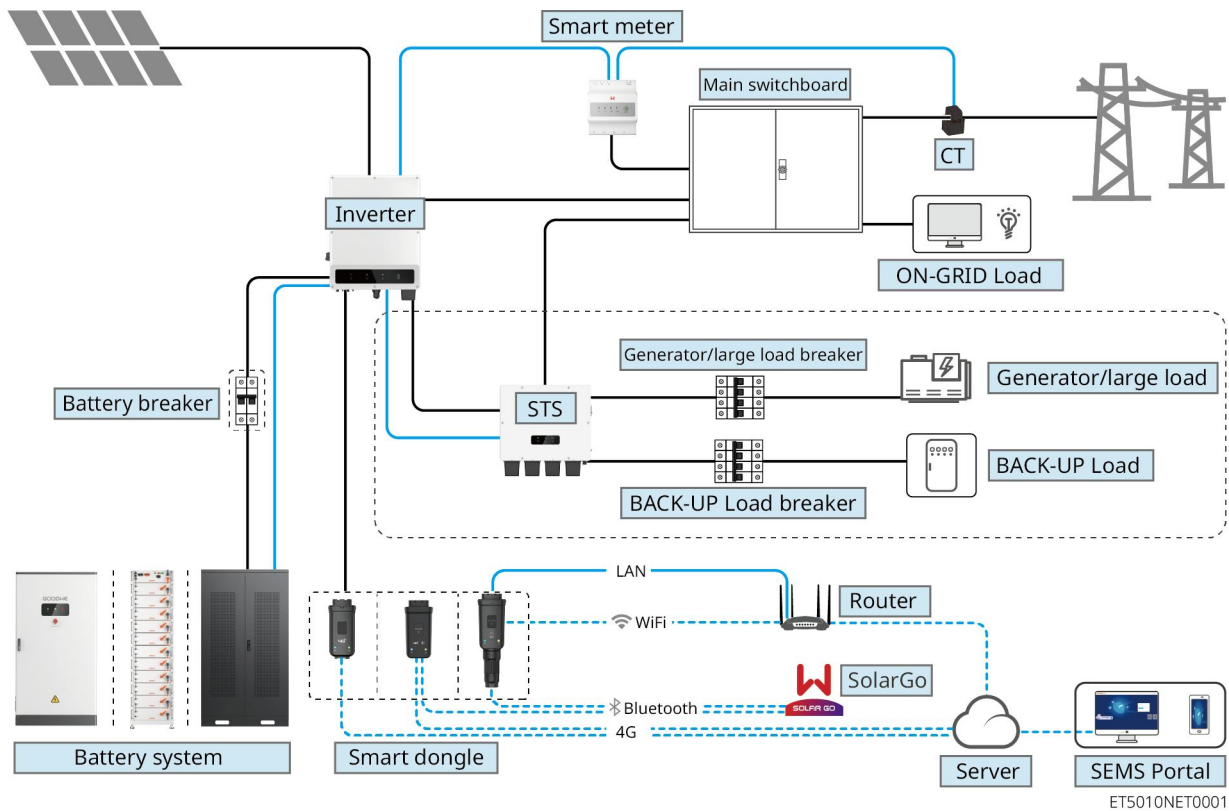 Smart meter
Main switchboard
CT
Inverter
ON-GRID Load
Generator/large load breaker
Generator/large load
Battery breaker
STS
BACK-UP Load
BACK-UP Load breaker
LAN
GOODWE
Router
WiFi
SolarGo
SOLAR GO
Bluetooth
4G
Battery system
Smart dongle
Server
SEMS Portal
ET5010NET0001